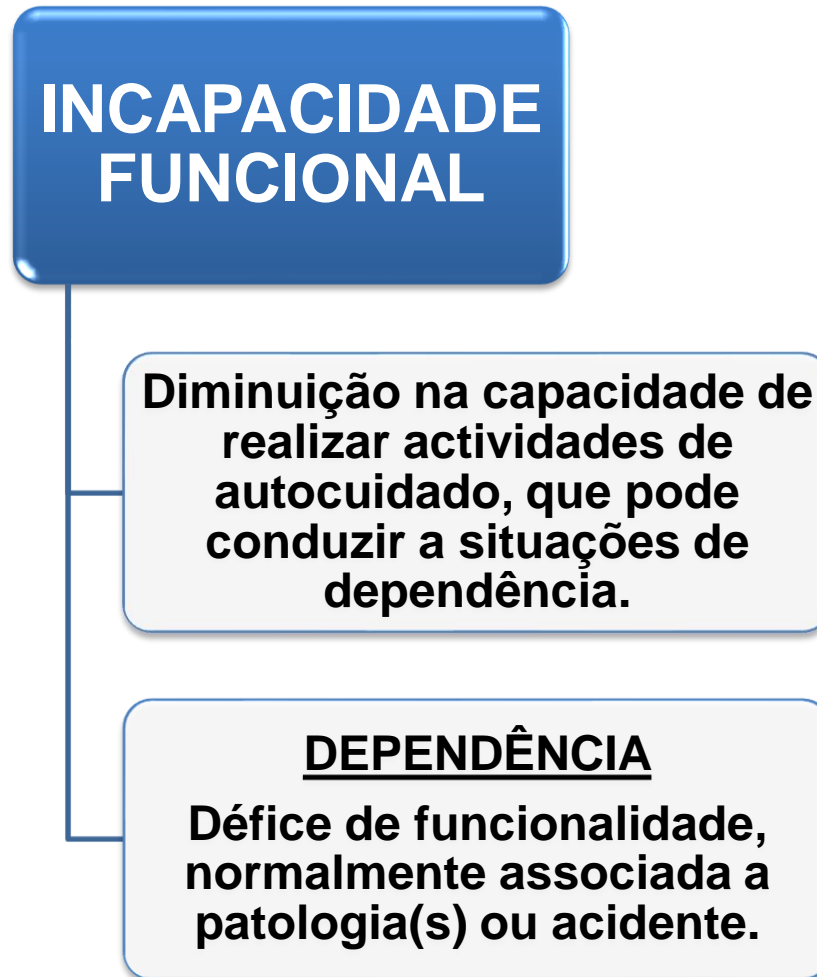 INCAPACIDADE
FUNCIONAL
Diminuição na capacidade de
realizar actividades de
autocuidado, que pode
conduzir a situações de
dependência.
DEPENDÊNCIA
Défice de funcionalidade,
normalmente associada a
patologia(s) ou acidente.